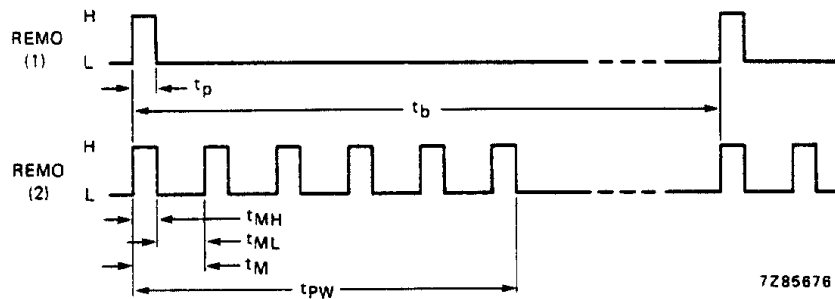 H
REMO
(1)
L
tp
tb
H
REMO
(2)
L
tMH
tML
tM
tPW
7Z85676